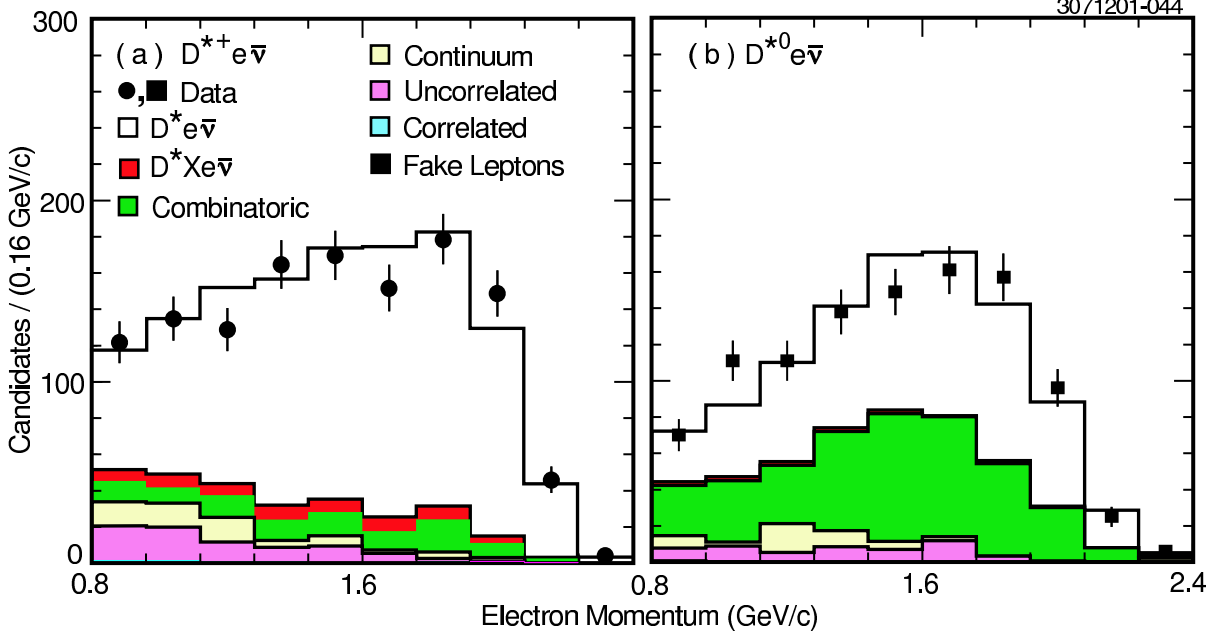 3071201-044
(a) D*+eν̄
●,■ Data
D*eν̄
D*Xeν̄
Combinatoric
Continuum
Uncorrelated
Correlated
Fake Leptons
(b) D*0eν̄
Candidates / (0.16 GeV/c)
300
200
100
0
0.8
1.6
0.8
1.6
2.4
Electron Momentum (GeV/c)